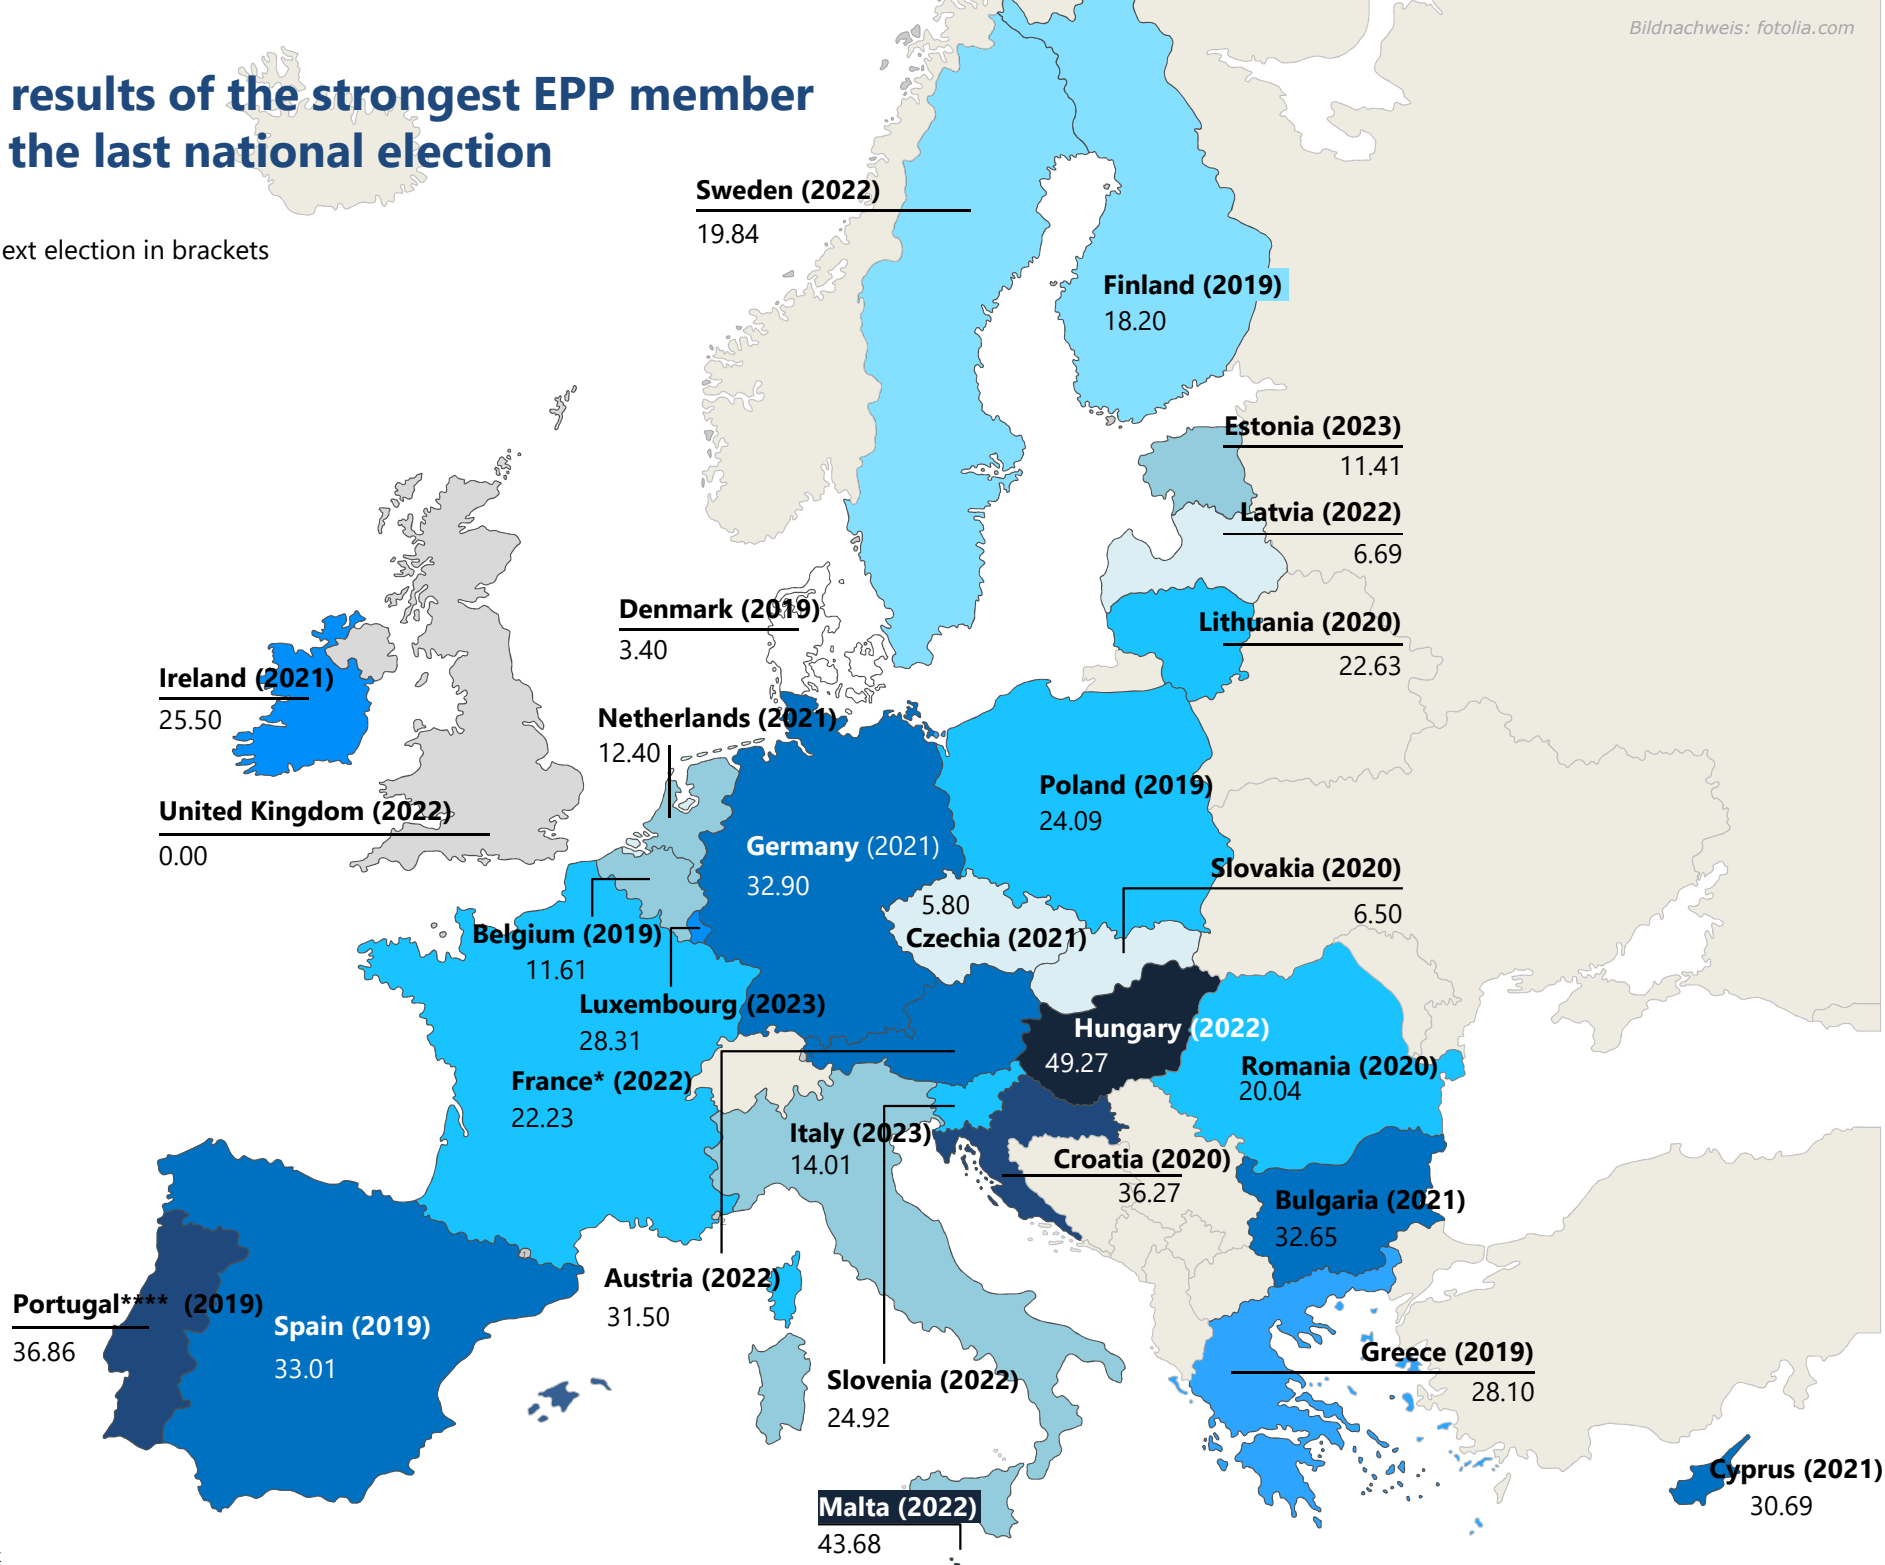 Bildnachweis: fotolia.com
results of the strongest EPP member
the last national election
ext election in brackets
Sweden (2022)
19.84
Finland (2019)
18.20
Estonia (2023)
11.41
Latvia (2022)
6.69
Denmark (2019)
3.40
Lithuania (2020)
22.63
Ireland (2021)
25.50
Netherlands (2021)
12.40
Poland (2019)
24.09
United Kingdom (2022)
0.00
Germany (2021)
32.90
Slovakia (2020)
6.50
5.80
Czechia (2021)
Belgium (2019)
11.61
Luxembourg (2023)
28.31
Hungary (2022)
49.27
Romania (2020)
20.04
France* (2022)
22.23
Italy (2023)
14.01
Croatia (2020)
36.27
Bulgaria (2021)
32.65
Austria (2022)
31.50
Portugal**** (2019)
36.86
Spain (2019)
33.01
Greece (2019)
28.10
Slovenia (2022)
24.92
Cyprus (2021)
30.69
Malta (2022)
43.68